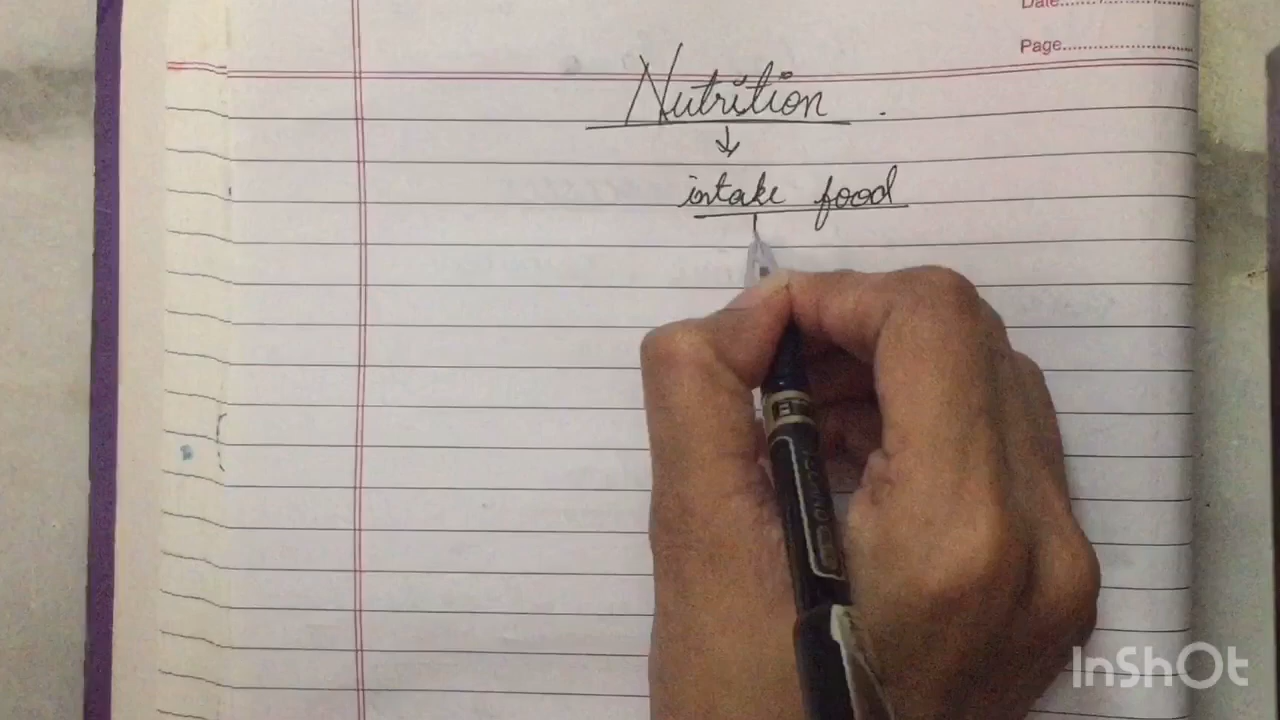 Date
Page
Nutrition
intake food
InShOt